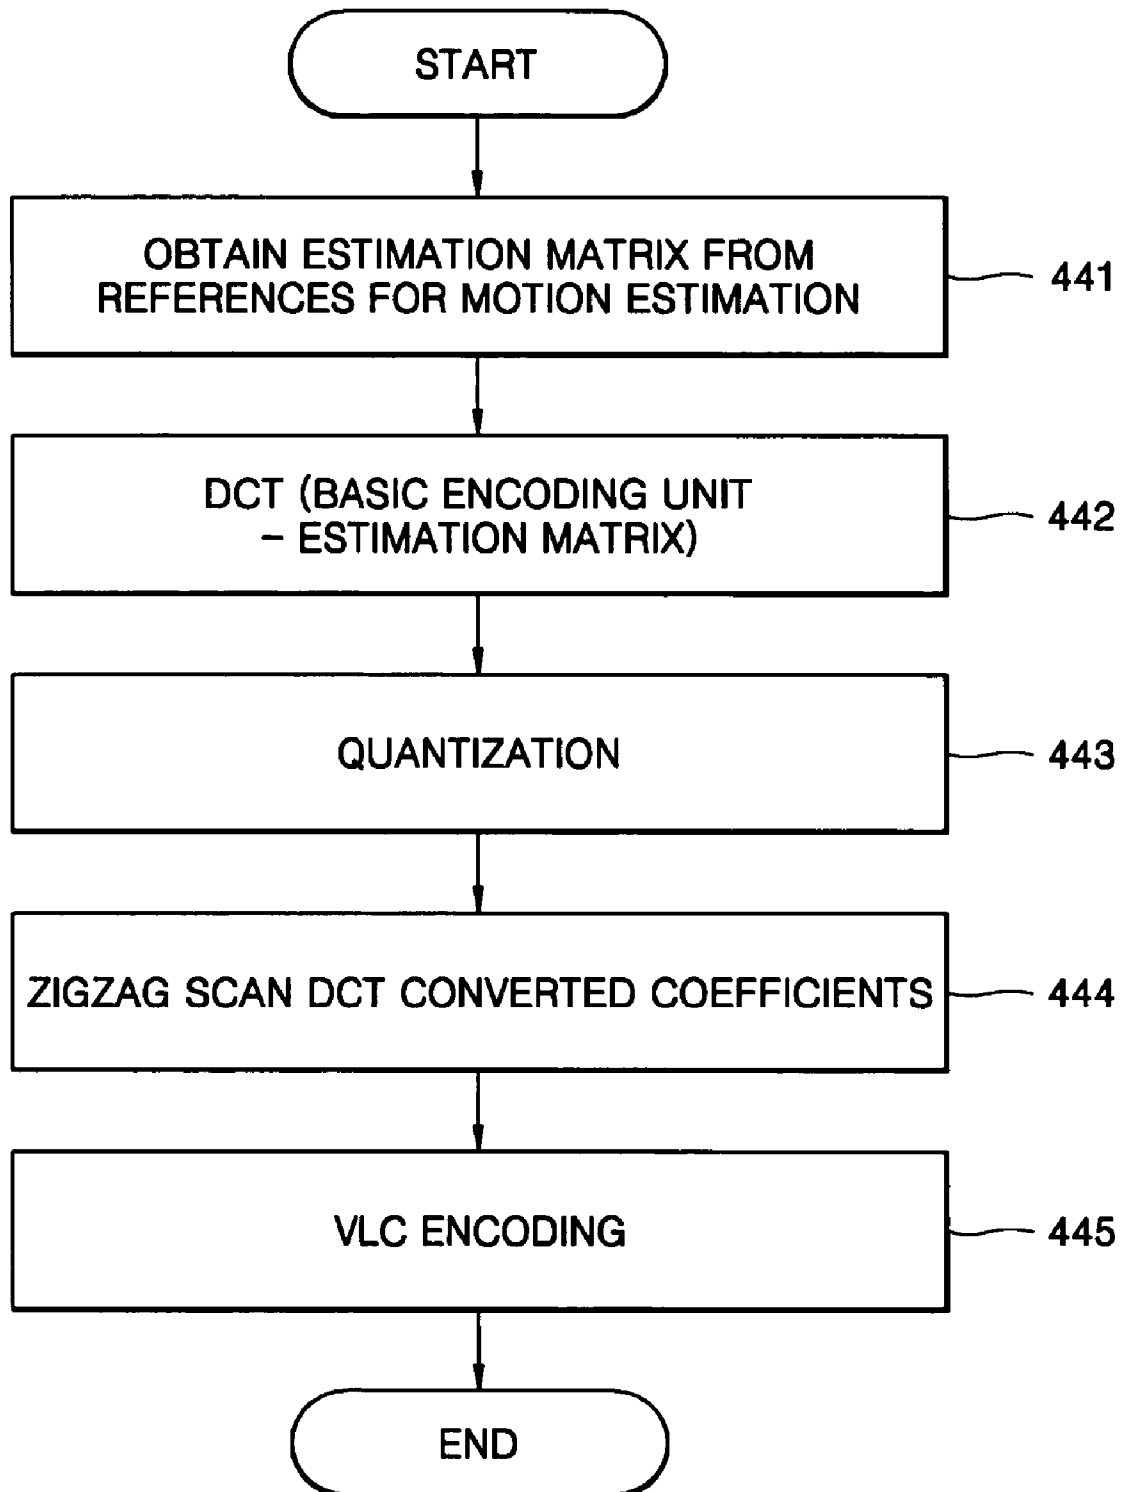 START
OBTAIN ESTIMATION MATRIX FROM
REFERENCES FOR MOTION ESTIMATION
441
DCT (BASIC ENCODING UNIT
– ESTIMATION MATRIX)
442
QUANTIZATION
443
ZIGZAG SCAN DCT CONVERTED COEFFICIENTS
444
VLC ENCODING
445
END